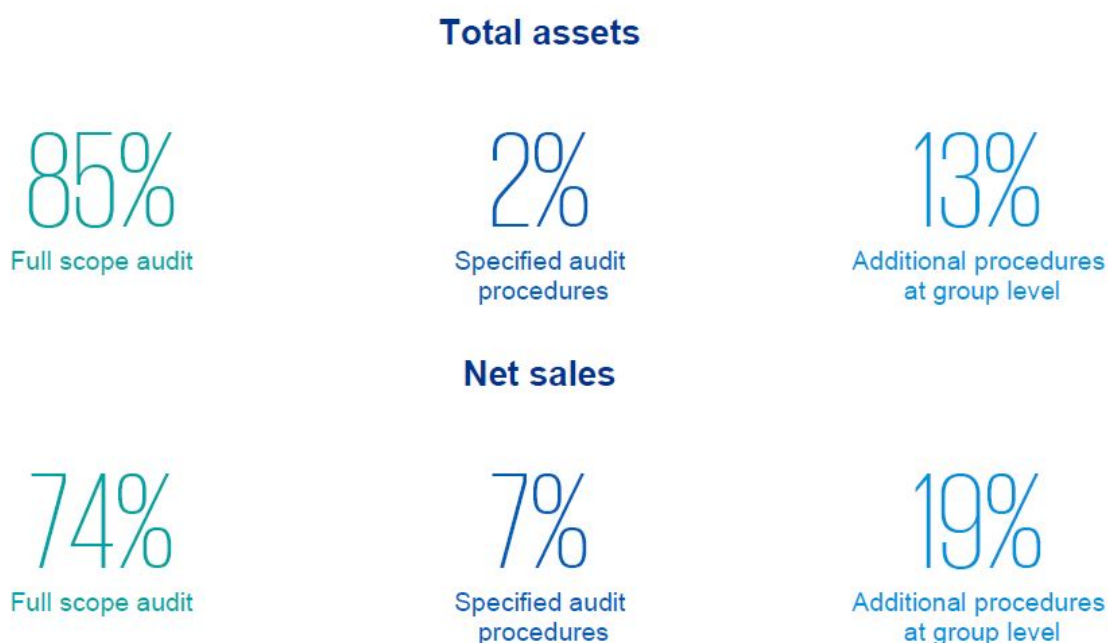 Total assets
85% 2% 13%
Full scope audit Specified audit Additional procedures
procedures at group level
Net sales
74% 7% 19%
Full scope audit Specified audit Additional procedures
procedures at group level